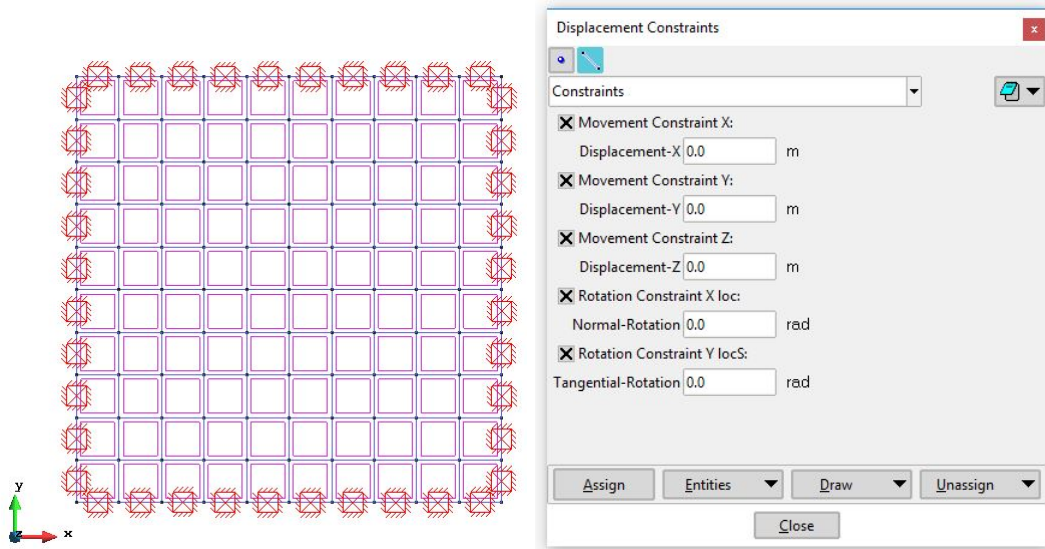 y
z
x
Displacement Constraints
x
Constraints
Movement Constraint X:
Displacement-X 0.0 m
Movement Constraint Y:
Displacement-Y 0.0 m
Movement Constraint Z:
Displacement-Z 0.0 m
Rotation Constraint X loc:
Normal-Rotation 0.0 rad
Rotation Constraint Y locS:
Tangential-Rotation 0.0 rad
Assign Entities Draw Unassign
Close